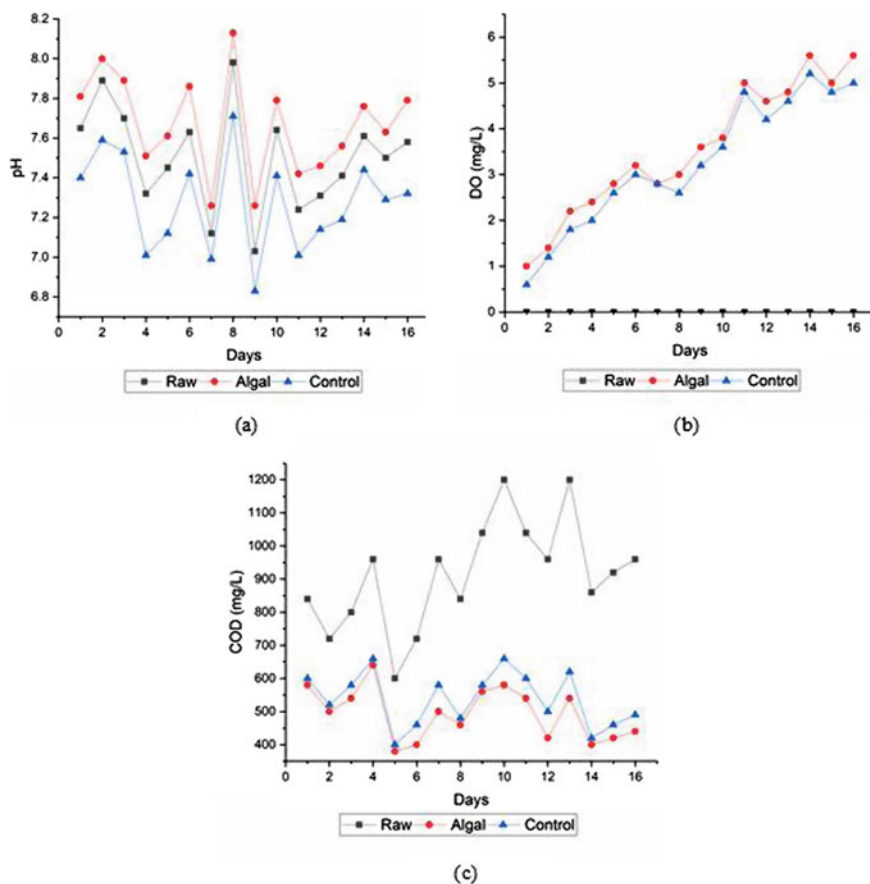 8.2
8.0
7.8
7.6
7.4
7.2
7.0
6.8
pH
0 2 4 6 8 10 12 14 16
Days
Raw Algal Control
(a)
6
5
4
3
2
1
0
DO (mg/L)
0 2 4 6 8 10 12 14 16
Days
Raw Algal Control
(b)
1200
1100
1000
900
800
700
600
500
400
COD (mg/L)
0 2 4 6 8 10 12 14 16
Days
Raw Algal Control
(c)